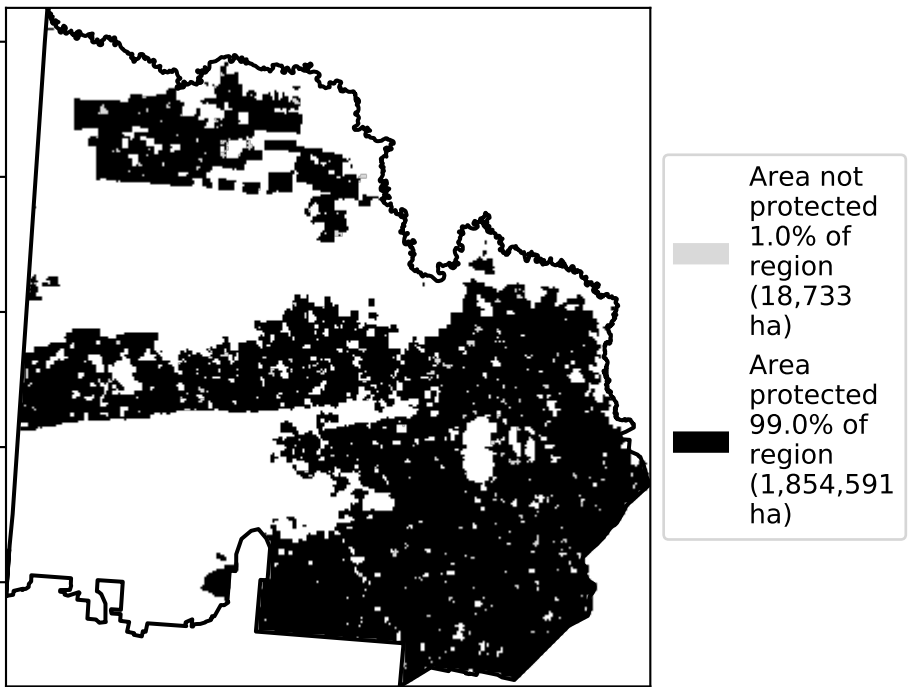 Area not
protected
1.0% of
region
(18,733
ha)
Area
protected
99.0% of
region
(1,854,591
ha)